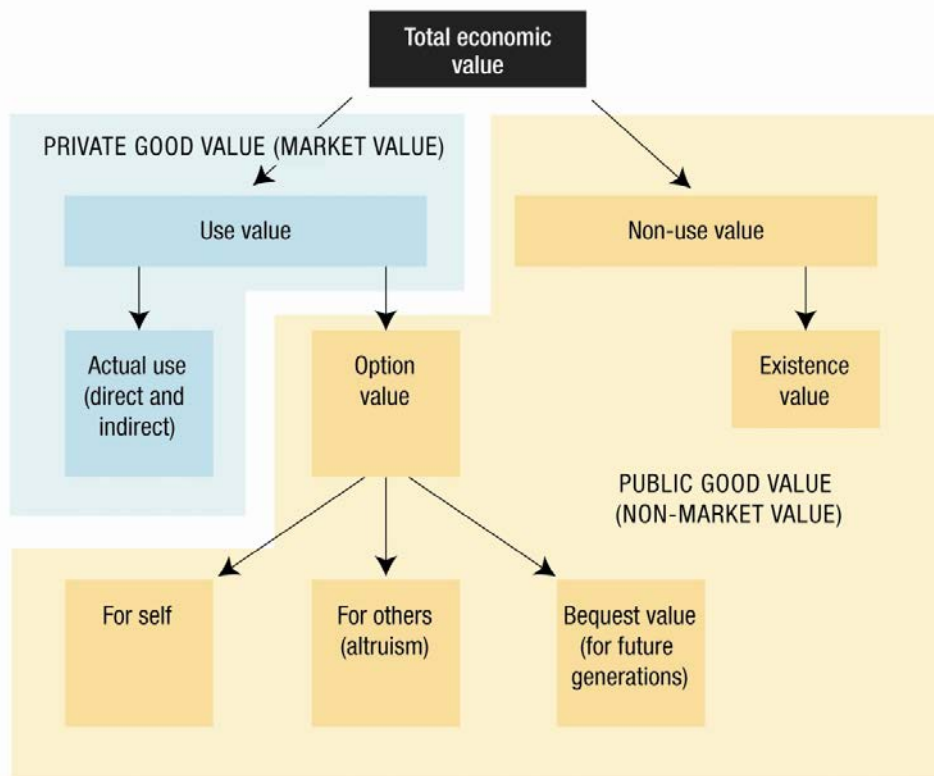 Total economic
value
PRIVATE GOOD VALUE (MARKET VALUE)
Use value
Non-use value
Actual use
(direct and
indirect)
Option
value
Existence
value
PUBLIC GOOD VALUE
(NON-MARKET VALUE)
For self
For others
(altruism)
Bequest value
(for future
generations)